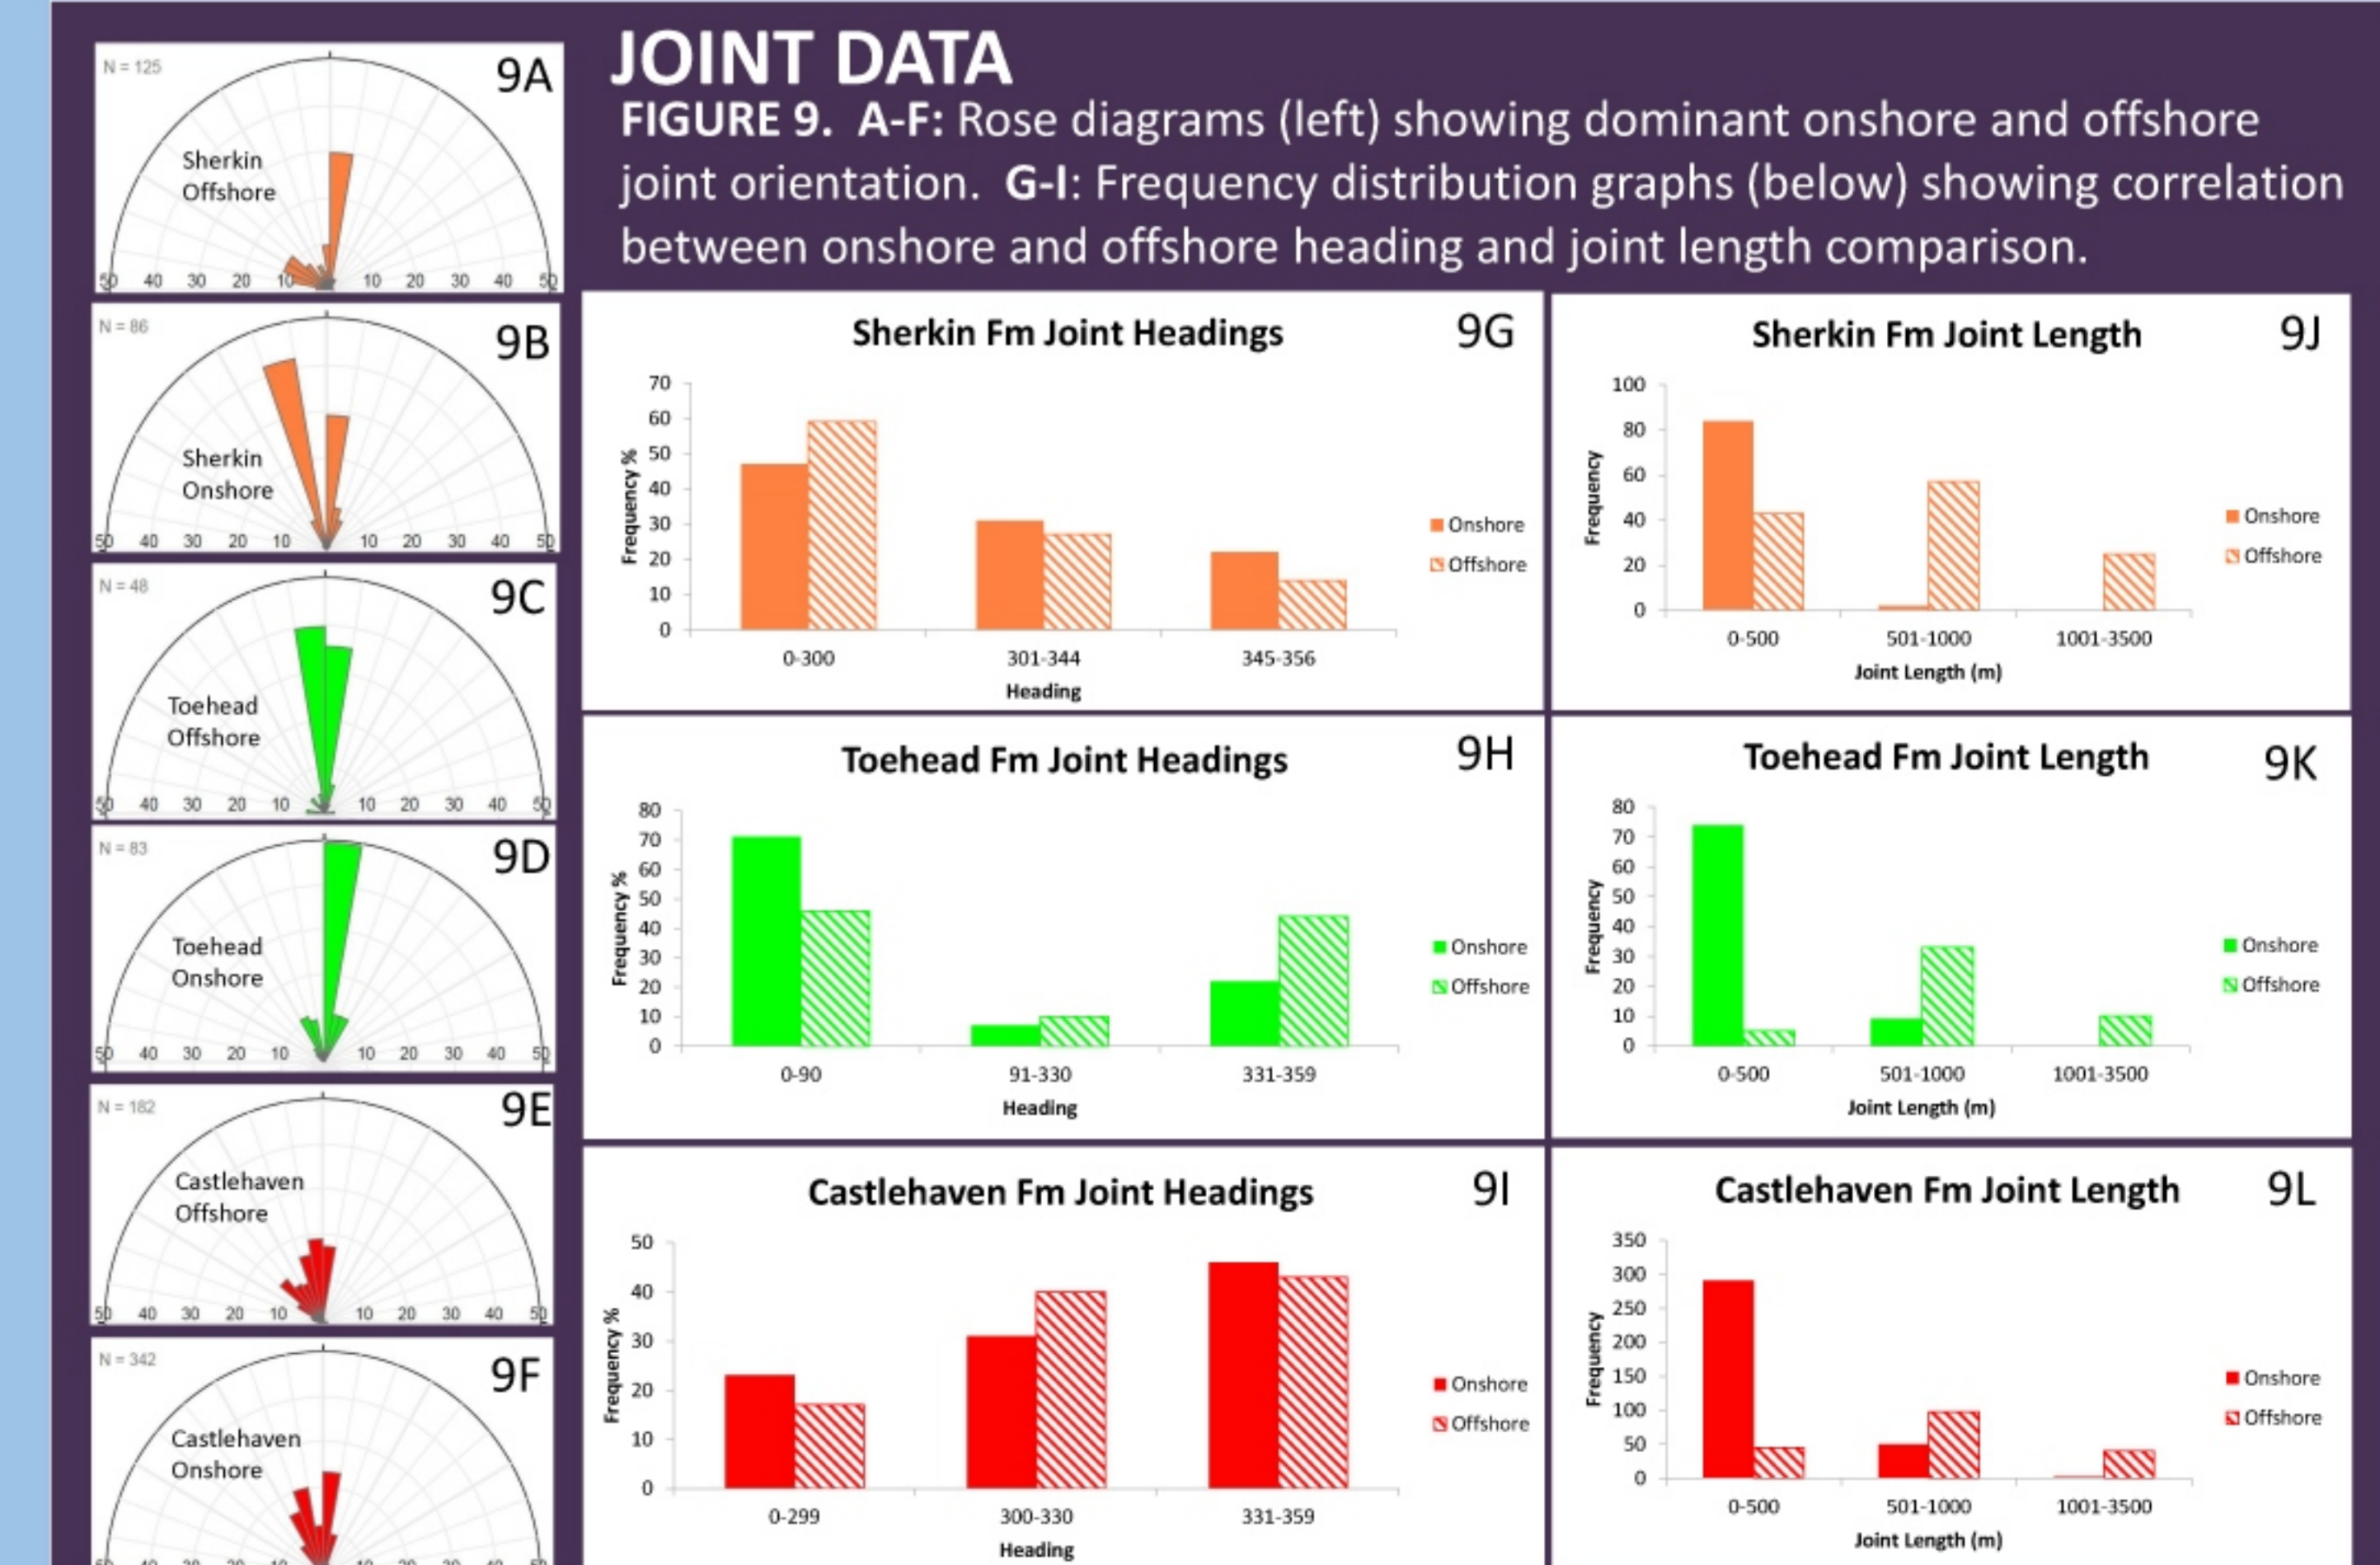 JOINT DATA
FIGURE 9. A-F: Rose diagrams (left) showing dominant onshore and offshore
joint orientation. G-I: Frequency distribution graphs (below) showing correlation
between onshore and offshore heading and joint length comparison.
N = 125
9A
Sherkin
Offshore
50 40 30 20 10 10 20 30 40 50
N = 86
9B
Sherkin
Onshore
50 40 30 20 10 10 20 30 40 50
N = 48
9C
Toehead
Offshore
50 40 30 20 10 10 20 30 40 50
N = 83
9D
Toehead
Onshore
50 40 30 20 10 10 20 30 40 50
N = 182
9E
Castlehaven
Offshore
50 40 30 20 10 10 20 30 40 50
N = 342
9F
Castlehaven
Onshore
Sherkin Fm Joint Headings
9G
70
60
50
40
30
20
10
0
Frequency %
0-300 301-344 345-356
Heading
Onshore
Offshore
Sherkin Fm Joint Length
9J
100
80
60
40
20
0
Frequency
0-500 501-1000 1001-3500
Joint Length (m)
Onshore
Offshore
Toehead Fm Joint Headings
9H
80
70
60
50
40
30
20
10
0
Frequency %
0-90 91-330 331-359
Heading
Onshore
Offshore
Toehead Fm Joint Length
9K
80
70
60
50
40
30
20
10
0
Frequency
0-500 501-1000 1001-3500
Joint Length (m)
Onshore
Offshore
Castlehaven Fm Joint Headings
9I
50
40
30
20
10
0
Frequency %
0-299 300-330 331-359
Heading
Onshore
Offshore
Castlehaven Fm Joint Length
9L
350
300
250
200
150
100
50
0
Frequency
0-500 501-1000 1001-3500
Joint Length (m)
Onshore
Offshore